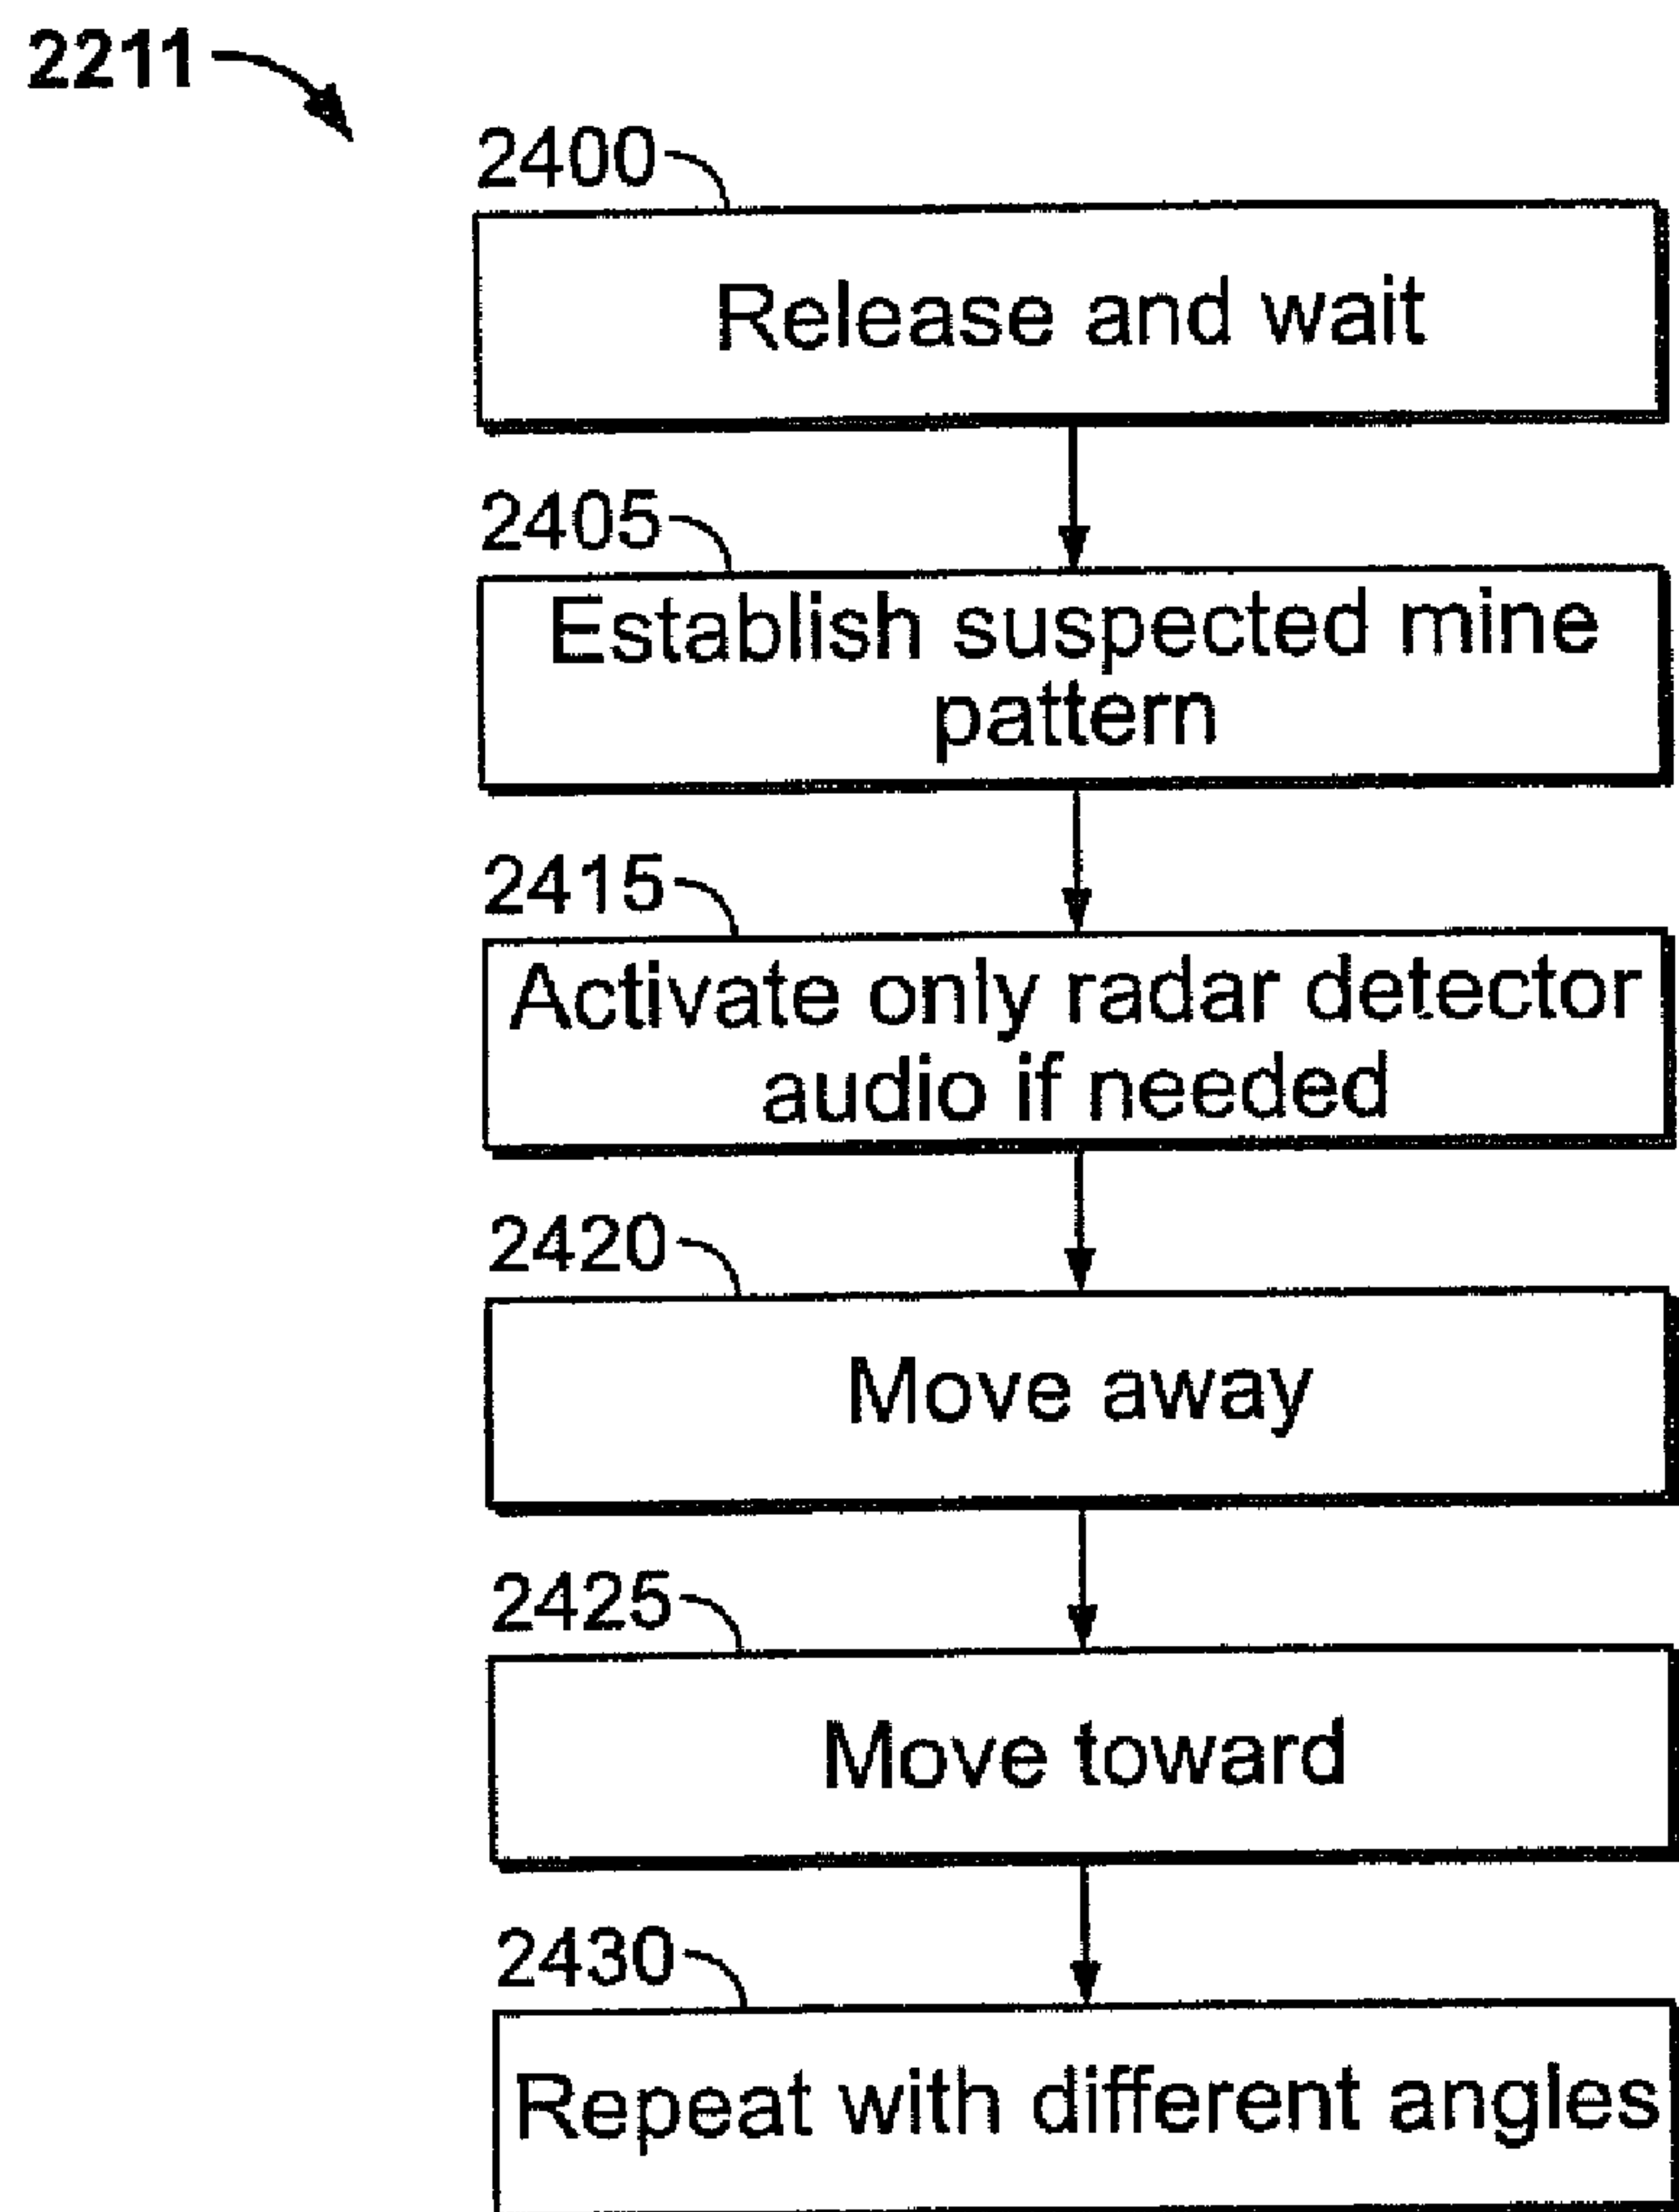 2211
2400
Release and wait
2405
Establish suspected mine
pattern
2415
Activate only radar detector
audio if needed
2420
Move away
2425
Move toward
2430
Repeat with different angles